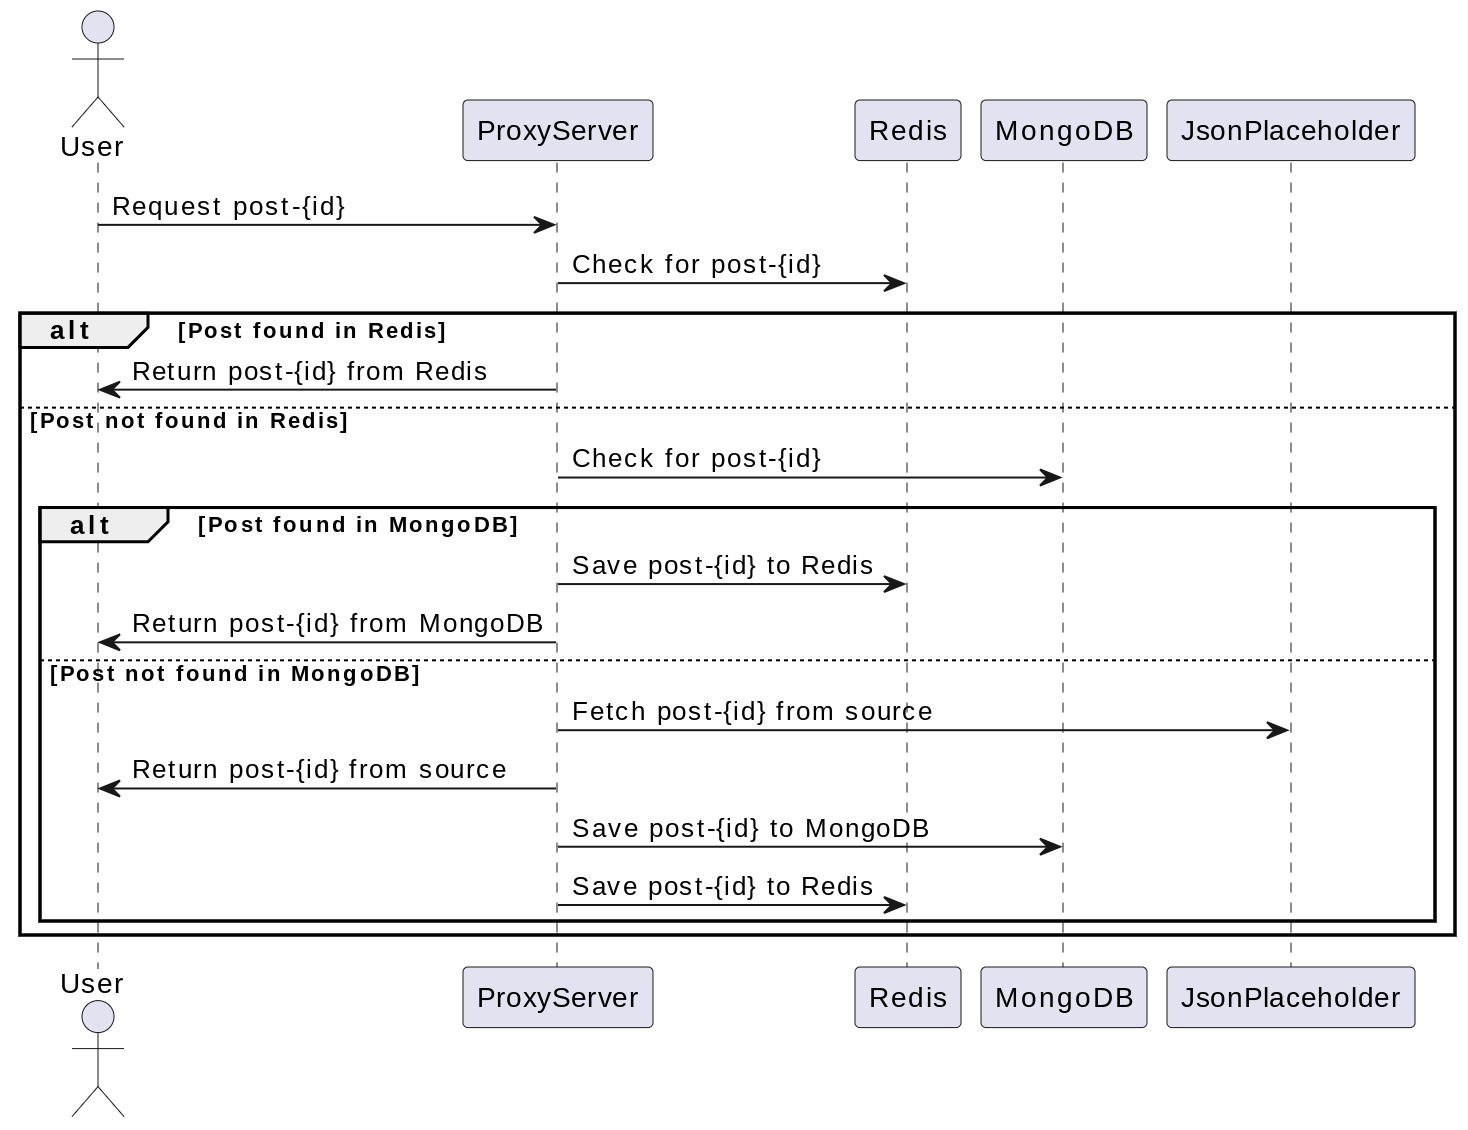 User
ProxyServer
Redis
MongoDB
JsonPlaceholder
Request post-{id}
Check for post-{id}
alt
[Post found in Redis]
Return post-{id} from Redis
[Post not found in Redis]
Check for post-{id}
alt
[Post found in MongoDB]
Save post-{id} to Redis
Return post-{id} from MongoDB
[Post not found in MongoDB]
Fetch post-{id} from source
Return post-{id} from source
Save post-{id} to MongoDB
Save post-{id} to Redis
User
ProxyServer
Redis
MongoDB
JsonPlaceholder